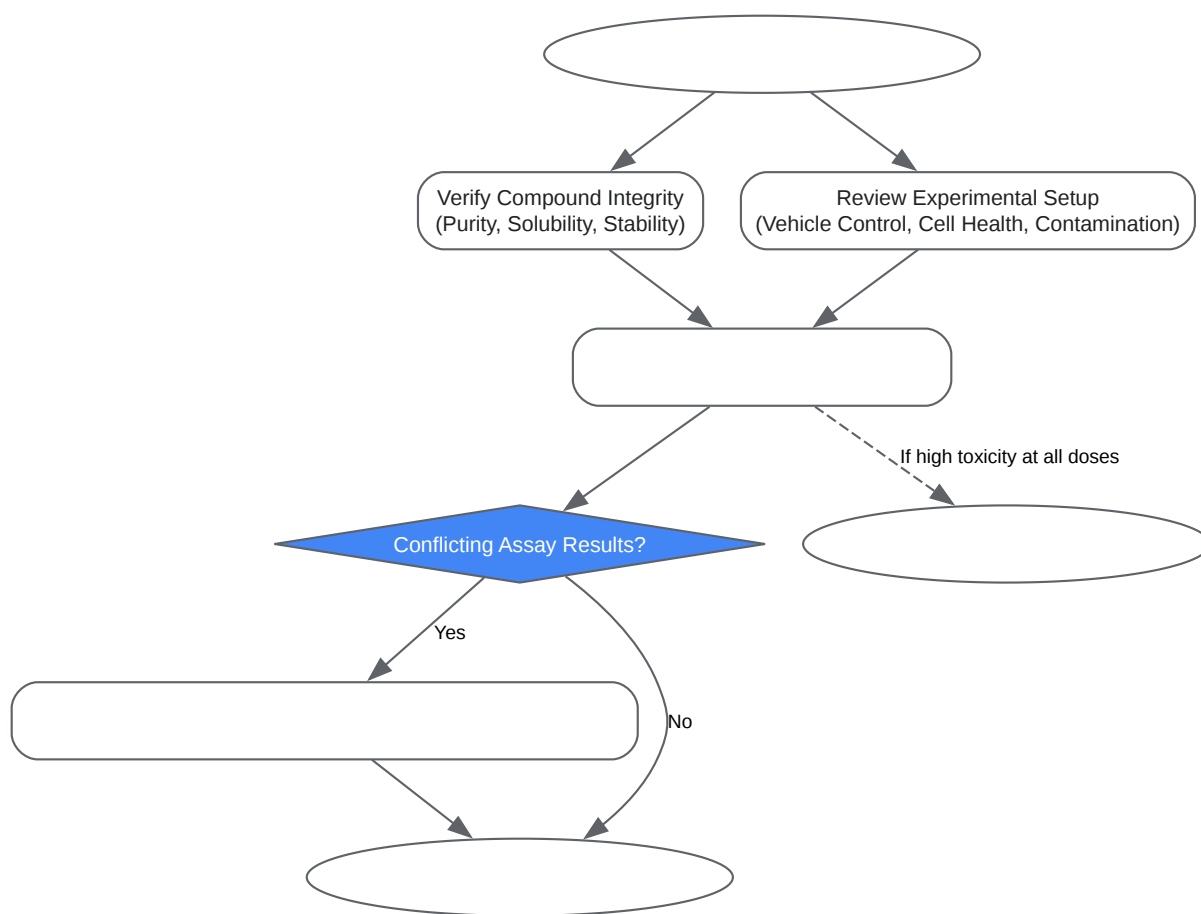 Verify Compound Integrity
(Purity, Solubility, Stability)
Review Experimental Setup
(Vehicle Control, Cell Health, Contamination)
If high toxicity at all doses
Conflicting Assay Results?
Yes
No